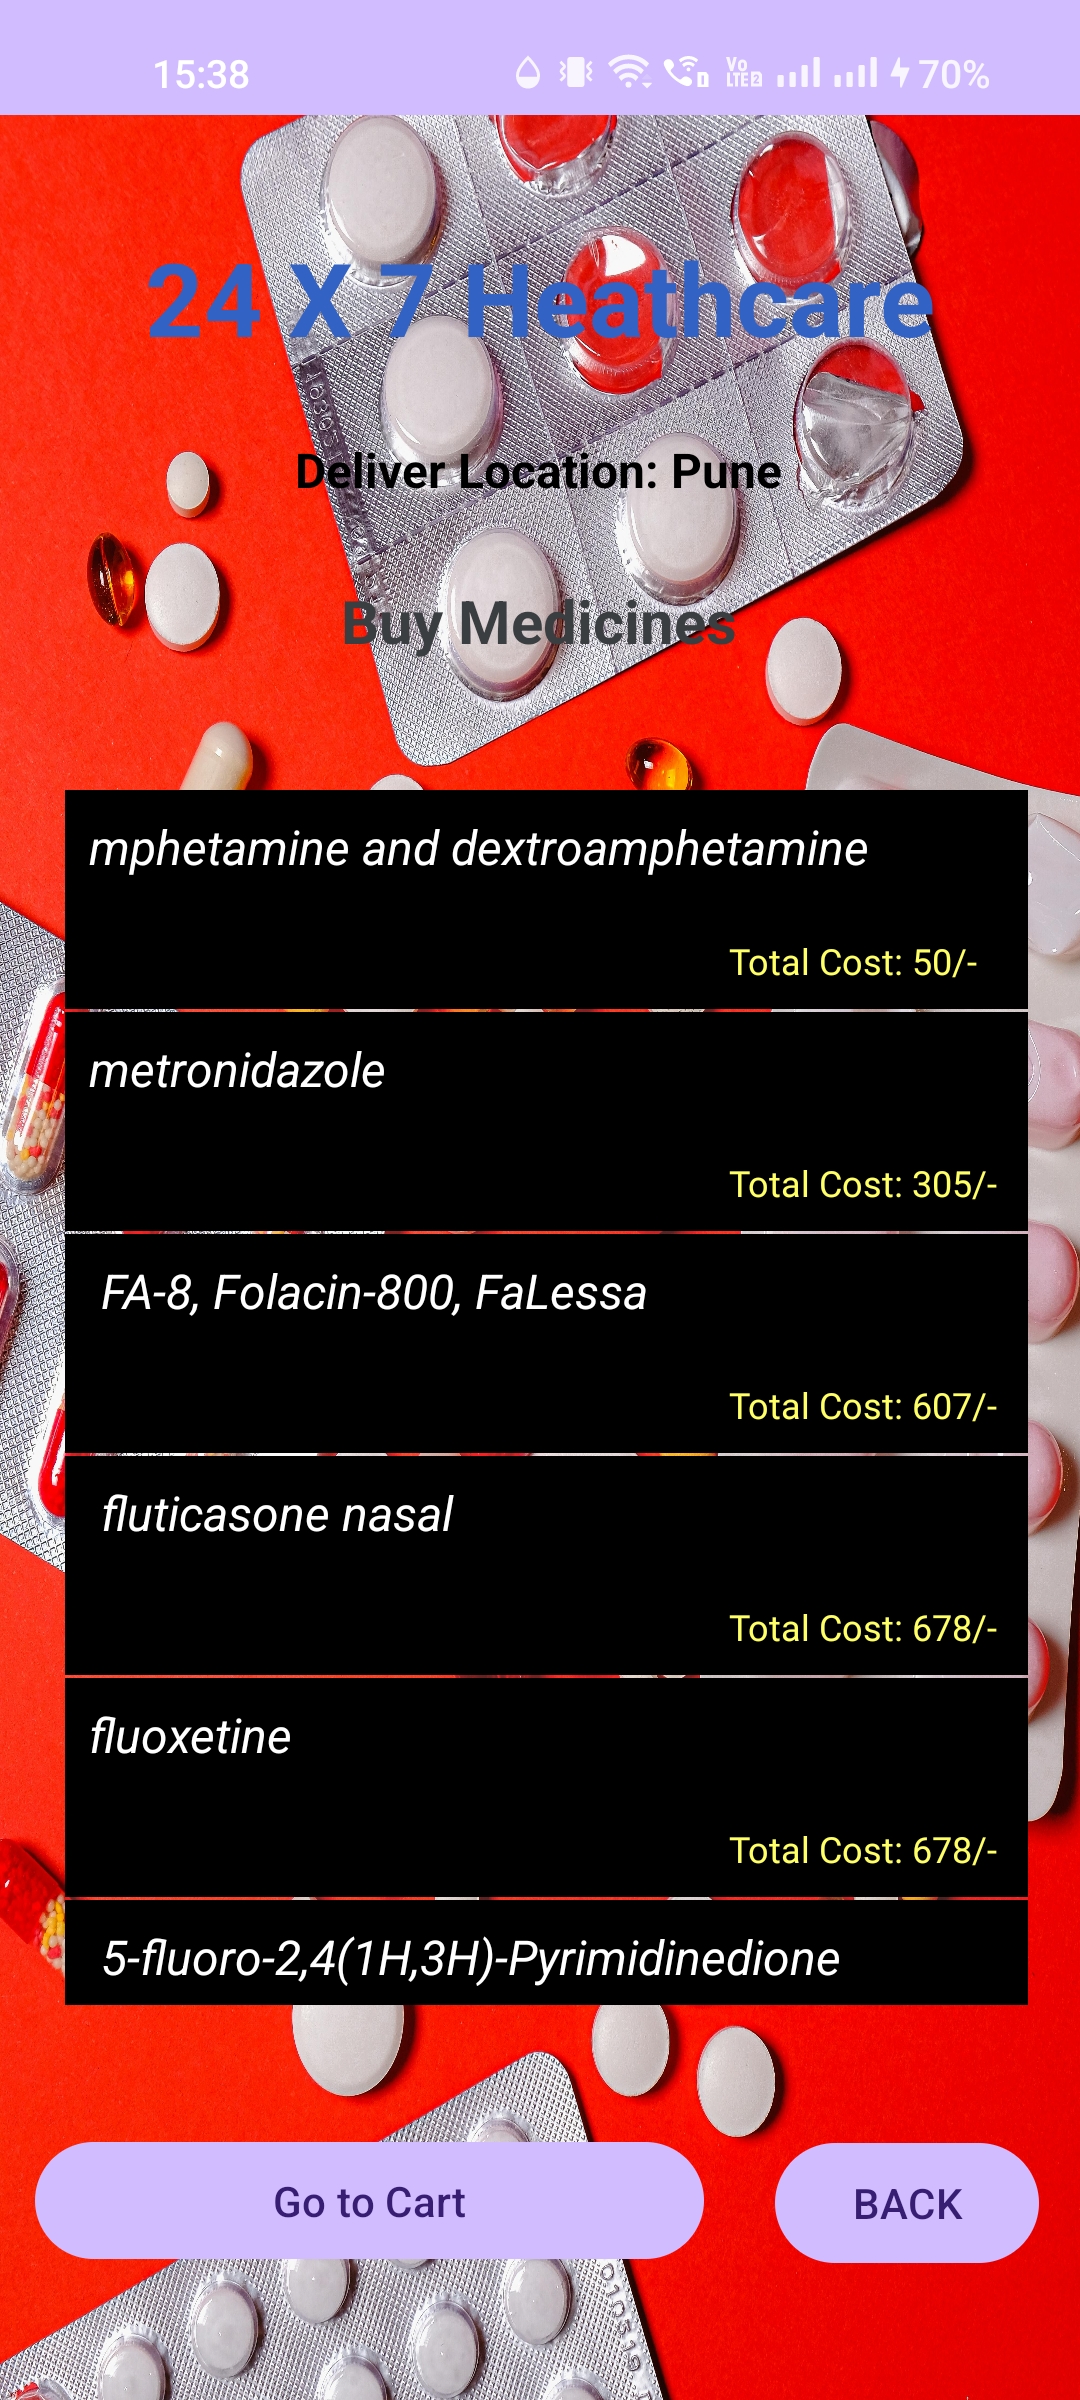 15:38 Vo LTE2 70%
24 X 7 Heathcare
Deliver Location: Pune
Buy Medicines
mphetamine and dextroamphetamine
Total Cost: 50/-
metronidazole
Total Cost: 305/-
FA-8, Folacin-800, FaLessa
Total Cost: 607/-
fluticasone nasal
Total Cost: 678/-
fluoxetine
Total Cost: 678/-
5-fluoro-2,4(1H,3H)-Pyrimidinedione
Go to Cart
BACK